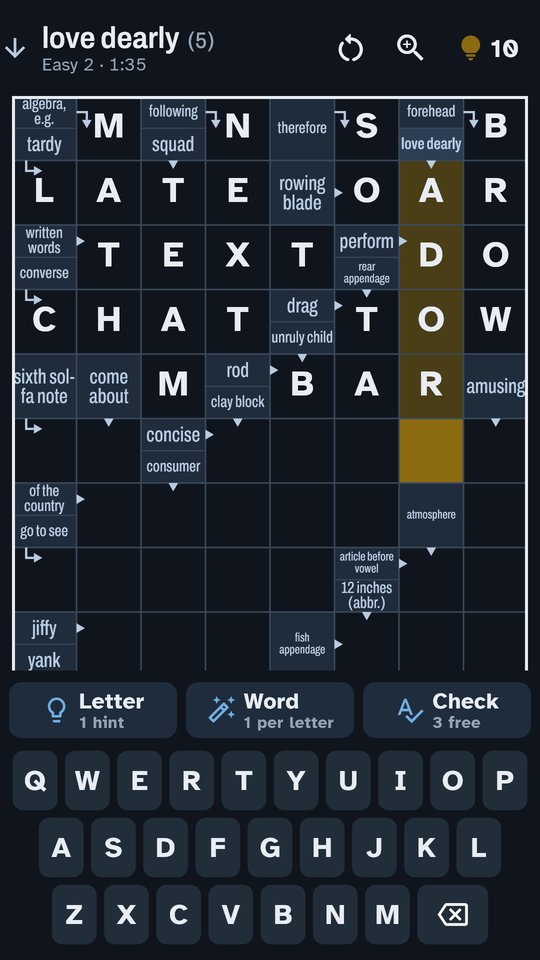 love dearly (5)
Easy 2 · 1:35
10
algebra,
e.g.
tardy
M
following
squad
N
therefore
S
forehead
love dearly
B
L
A
T
E
rowing
blade
O
A
R
written
words
converse
T
E
X
T
perform
rear
appendage
D
O
C
H
A
T
drag
unruly child
T
O
W
sixth sol-
fa note
come
about
M
rod
clay block
B
A
R
amusing
concise
consumer
of the
country
go to see
atmosphere
article before
vowel
12 inches
(abbr.)
jiffy
yank
fish
appendage
Letter
1 hint
Word
1 per letter
Check
3 free
Q W E R T Y U I O P
A S D F G H J K L
Z X C V B N M